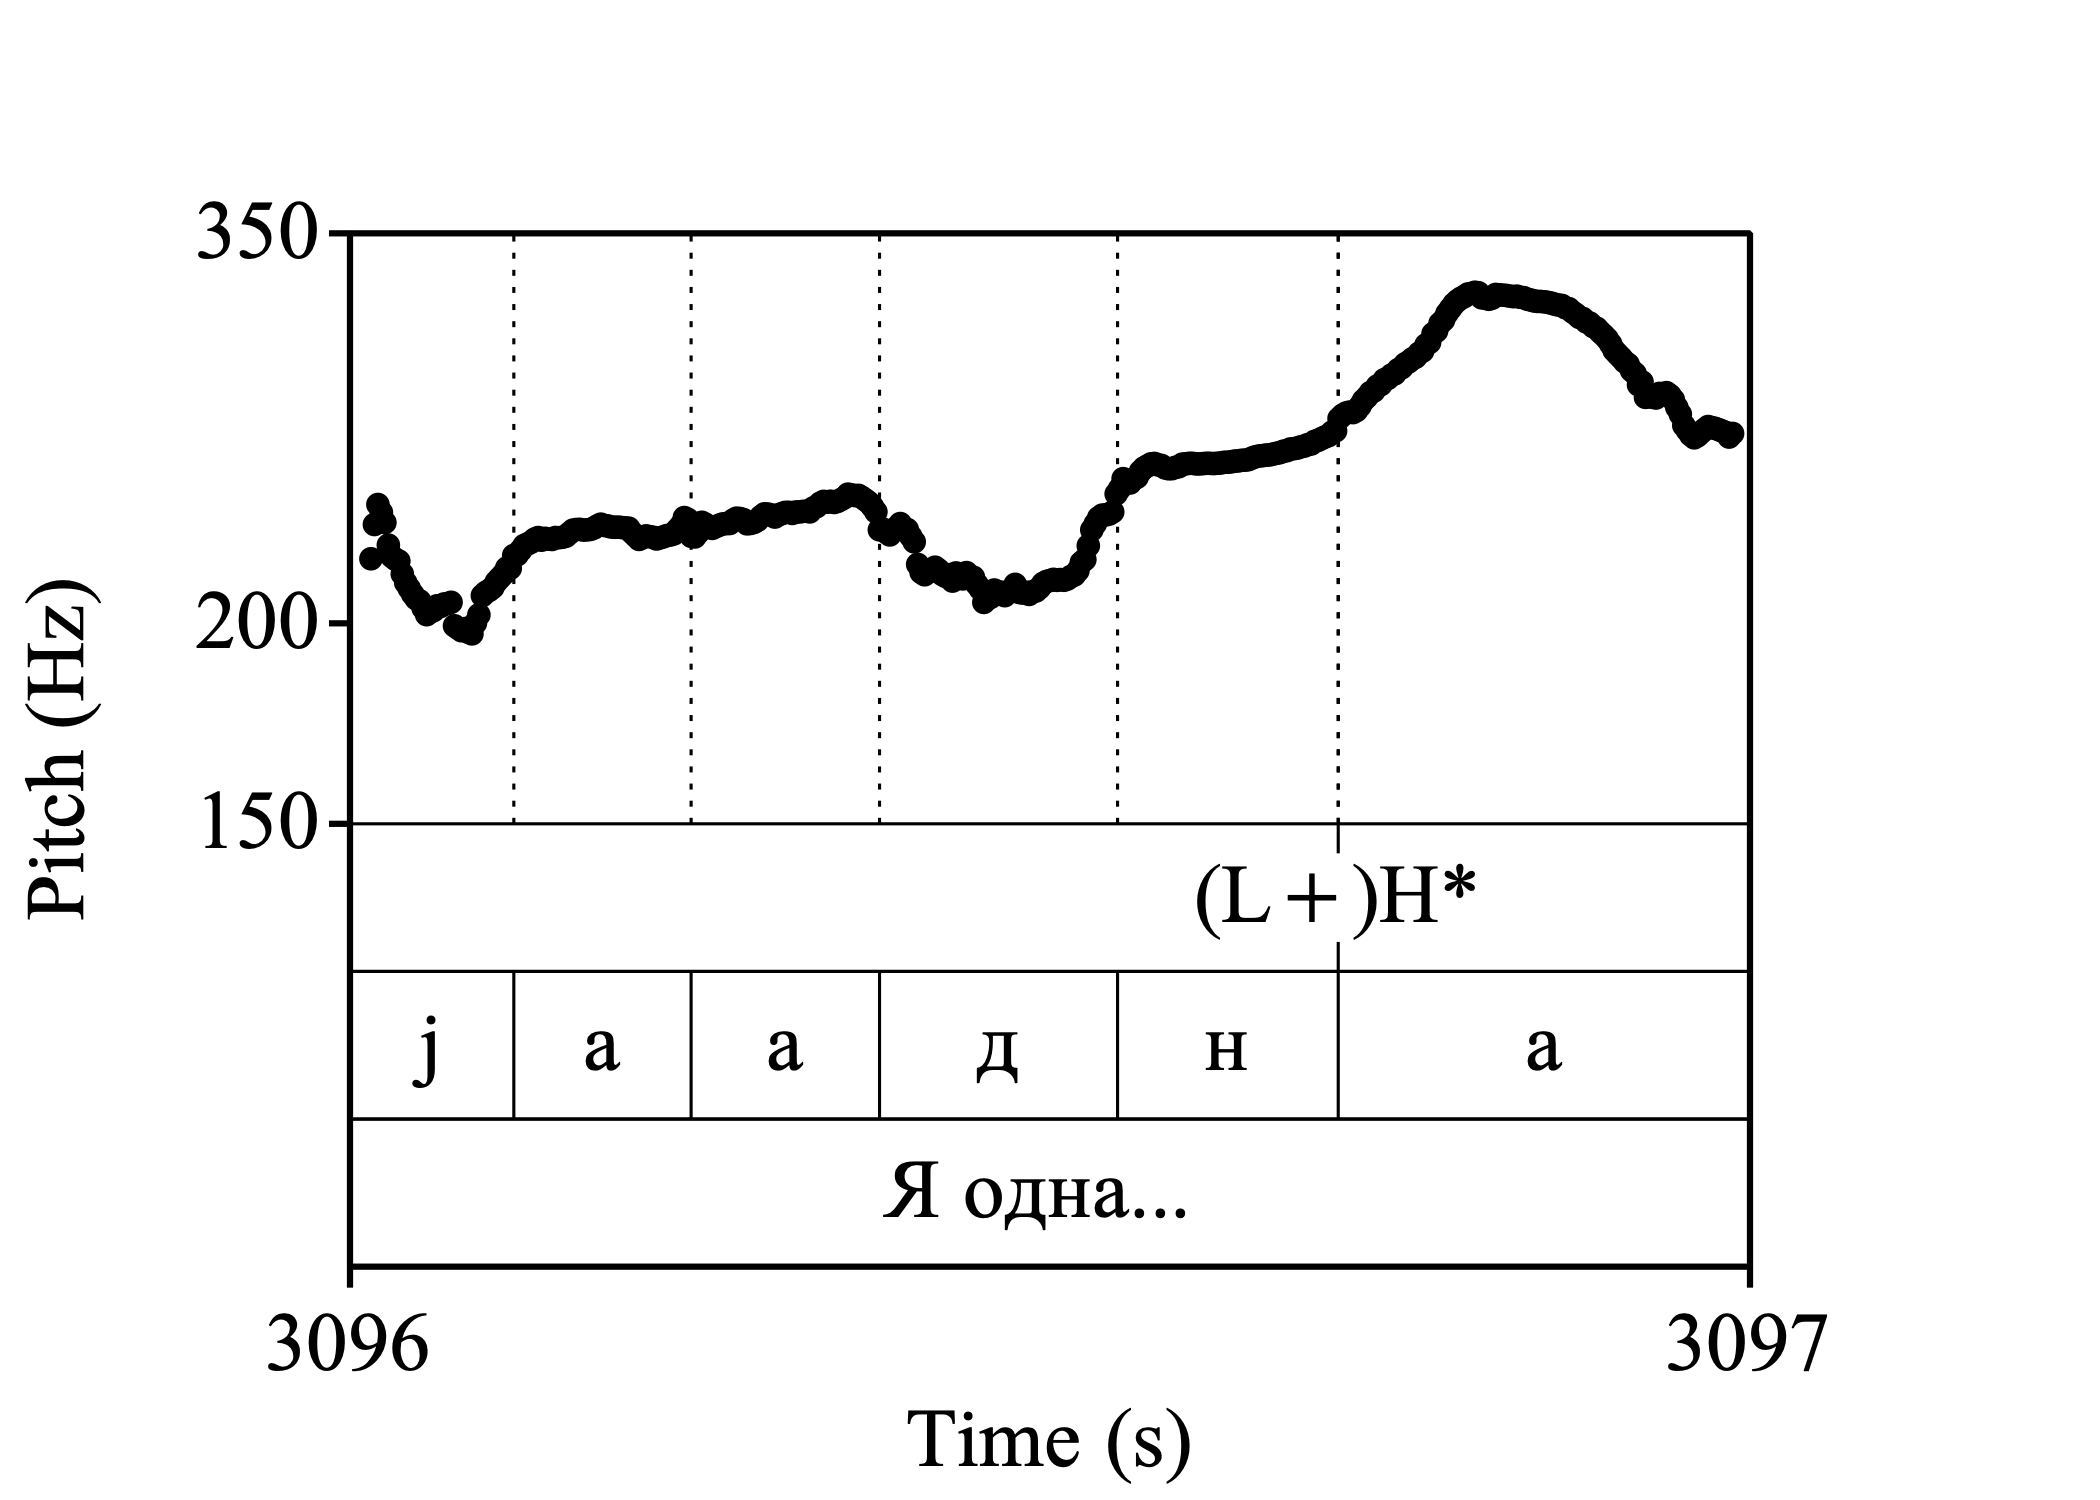 350
200
150
Pitch (Hz)
(L+)H*
j а а д н а
Я одна...
3096 3097
Time (s)